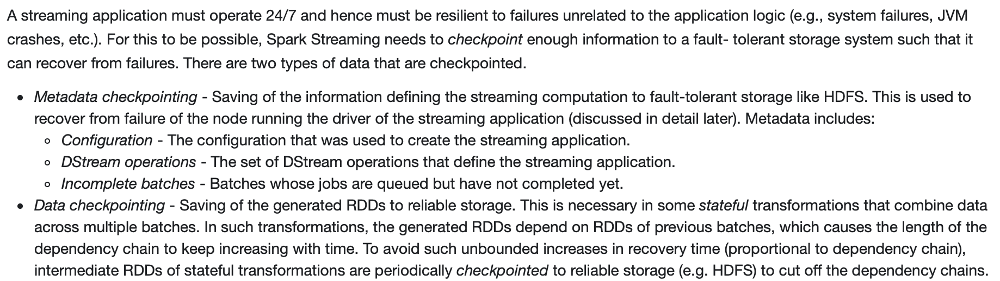 A streaming application must operate 24/7 and hence must be resilient to failures unrelated to the application logic (e.g., system failures, JVM
crashes, etc.). For this to be possible, Spark Streaming needs to checkpoint enough information to a fault- tolerant storage system such that it
can recover from failures. There are two types of data that are checkpointed.
• Metadata checkpointing - Saving of the information defining the streaming computation to fault-tolerant storage like HDFS. This is used to
recover from failure of the node running the driver of the streaming application (discussed in detail later). Metadata includes:
◦ Configuration - The configuration that was used to create the streaming application.
◦ DStream operations - The set of DStream operations that define the streaming application.
◦ Incomplete batches - Batches whose jobs are queued but have not completed yet.
• Data checkpointing - Saving of the generated RDDs to reliable storage. This is necessary in some stateful transformations that combine data
across multiple batches. In such transformations, the generated RDDs depend on RDDs of previous batches, which causes the length of the
dependency chain to keep increasing with time. To avoid such unbounded increases in recovery time (proportional to dependency chain),
intermediate RDDs of stateful transformations are periodically checkpointed to reliable storage (e.g. HDFS) to cut off the dependency chains.